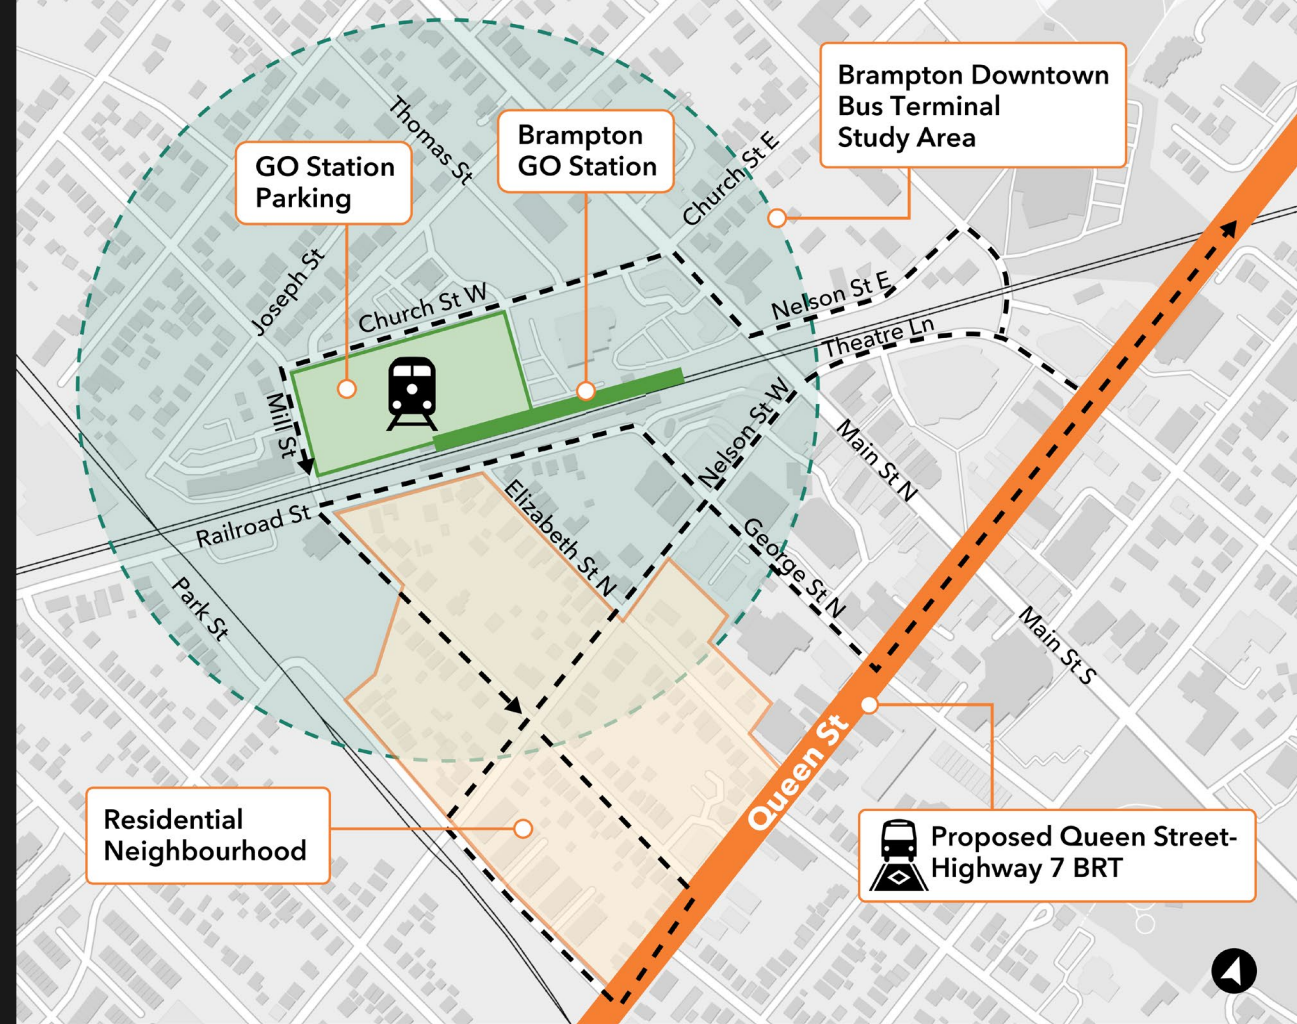 Brampton Downtown
Bus Terminal
Study Area
Brampton
GO Station
GO Station
Parking
Thomas St
Church St E
Joseph St
Church St W
Nelson St E
Theatre Ln
Mill St
Nelson St W
Main St N
Railroad St
Elizabeth St N
George St N
Park St
Main St S
Queen St
Residential
Neighbourhood
Proposed Queen Street-
Highway 7 BRT